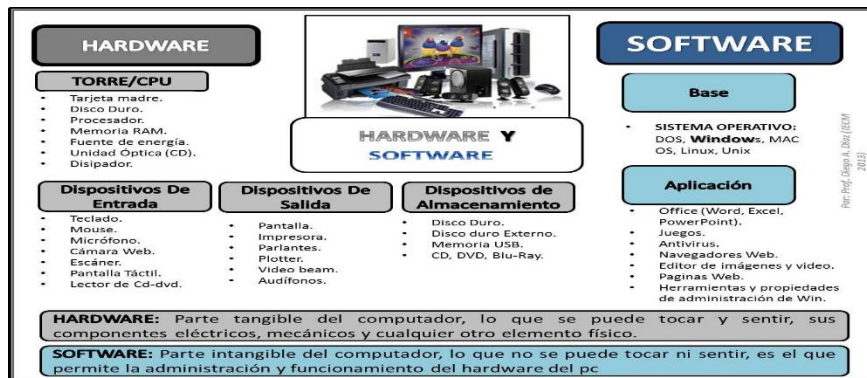 HARDWARE
TORRE/CPU
• Tarjeta madre.
• Disco Duro.
• Procesador.
• Memoria RAM.
• Fuente de energía.
• Unidad Óptica (CD).
• Disipador.
HARDWARE Y
SOFTWARE
SOFTWARE
Base
• SISTEMA OPERATIVO:
DOS, Windows, MAC
OS, Linux, Unix
Dispositivos De
Entrada
• Teclado.
• Mouse.
• Micrófono.
• Cámara Web.
• Escáner.
• Pantalla Táctil.
• Lector de Cd-dvd.
Dispositivos De
Salida
• Pantalla.
• Impresora.
• Parlantes.
• Plotter.
• Video beam.
• Audífonos.
Dispositivos de
Almacenamiento
• Disco Duro.
• Disco duro Externo.
• Memoria USB.
• CD, DVD, Blu-Ray.
Aplicación
• Office (Word, Excel,
PowerPoint).
• Juegos.
• Antivirus.
• Navegadores Web.
• Editor de imágenes y video.
• Paginas Web.
• Herramientas y propiedades
de administración de Win.
Por: Prof. Diego A. Díaz (IECM
2013)
HARDWARE: Parte tangible del computador, lo que se puede tocar y sentir, sus
componentes eléctricos, mecánicos y cualquier otro elemento físico.
SOFTWARE: Parte intangible del computador, lo que no se puede tocar ni sentir, es el que
permite la administración y funcionamiento del hardware del pc